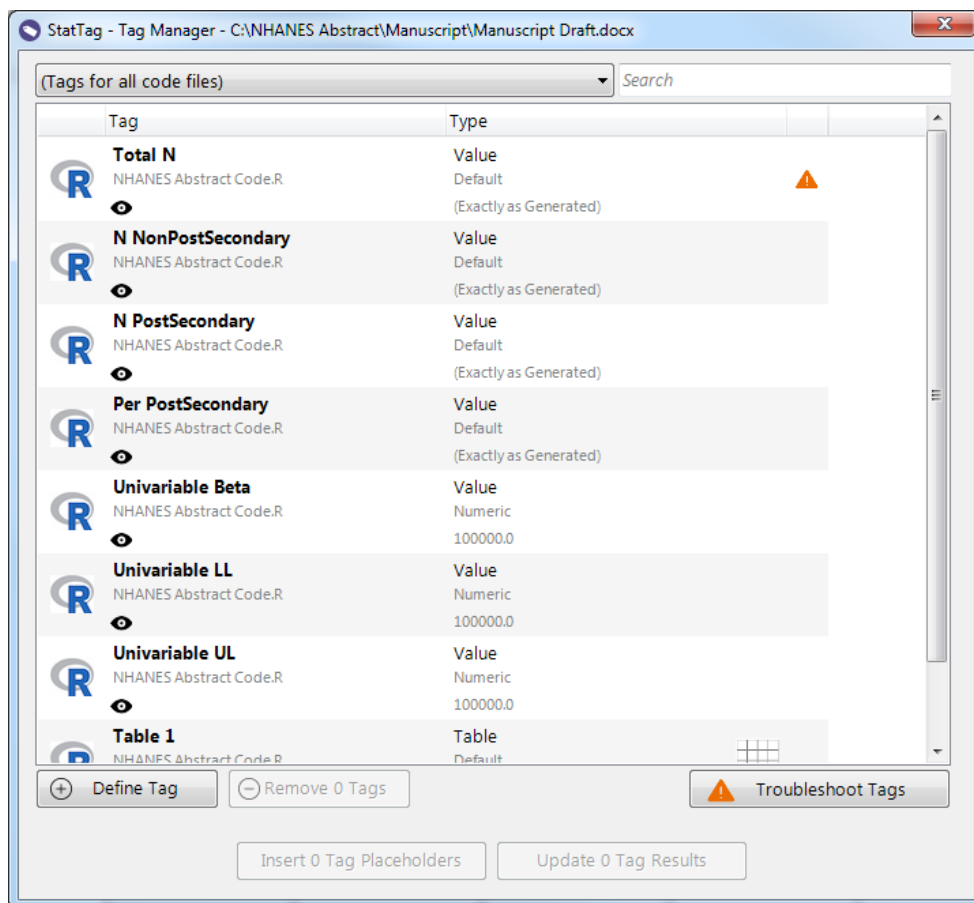 StatTag - Tag Manager - C:\NHANES Abstract\Manuscript\Manuscript Draft.docx
(Tags for all code files)
Search
Tag Type
Total N Value
NHANES Abstract Code.R Default
(Exactly as Generated)
N NonPostSecondary Value
NHANES Abstract Code.R Default
(Exactly as Generated)
N PostSecondary Value
NHANES Abstract Code.R Default
(Exactly as Generated)
Per PostSecondary Value
NHANES Abstract Code.R Default
(Exactly as Generated)
Univariable Beta Value
NHANES Abstract Code.R Numeric
100000.0
Univariable LL Value
NHANES Abstract Code.R Numeric
100000.0
Univariable UL Value
NHANES Abstract Code.R Numeric
100000.0
Table 1 Table
NHANES Abstract Code.R Default
Define Tag
Remove 0 Tags
Troubleshoot Tags
Insert 0 Tag Placeholders
Update 0 Tag Results